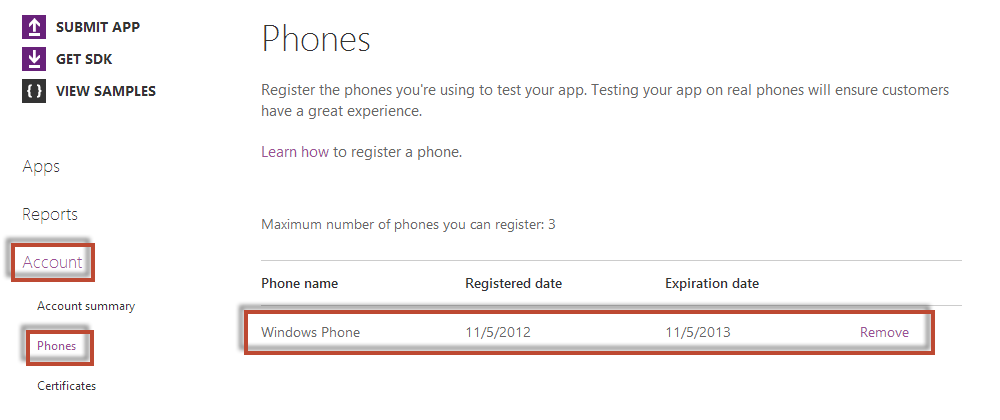 SUBMIT APP
GET SDK
VIEW SAMPLES
Apps
Reports
Account
Account summary
Phones
Certificates
Phones
Register the phones you're using to test your app. Testing your app on real phones will ensure customers
have a great experience.
Learn how to register a phone.
Maximum number of phones you can register: 3
Phone name Registered date Expiration date
Windows Phone 11/5/2012 11/5/2013 Remove